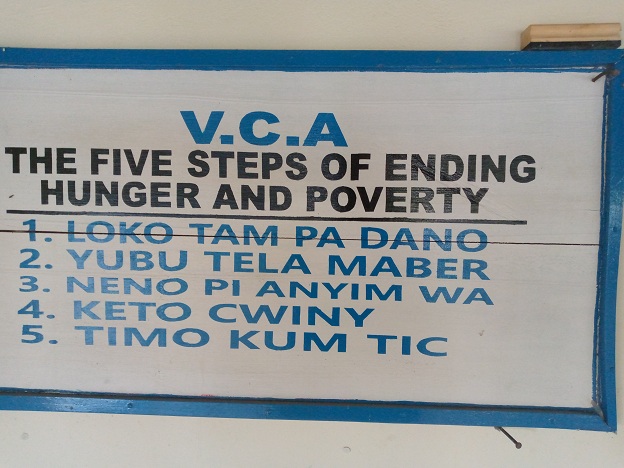 V.C.A
THE FIVE STEPS OF ENDING
HUNGER AND POVERTY
1. LOKO TAM PA DANO
2. YUBU TELA MABER
3. NENO PI ANYIM WA
4. KETO CWINY
5. TIMO KUM TIC